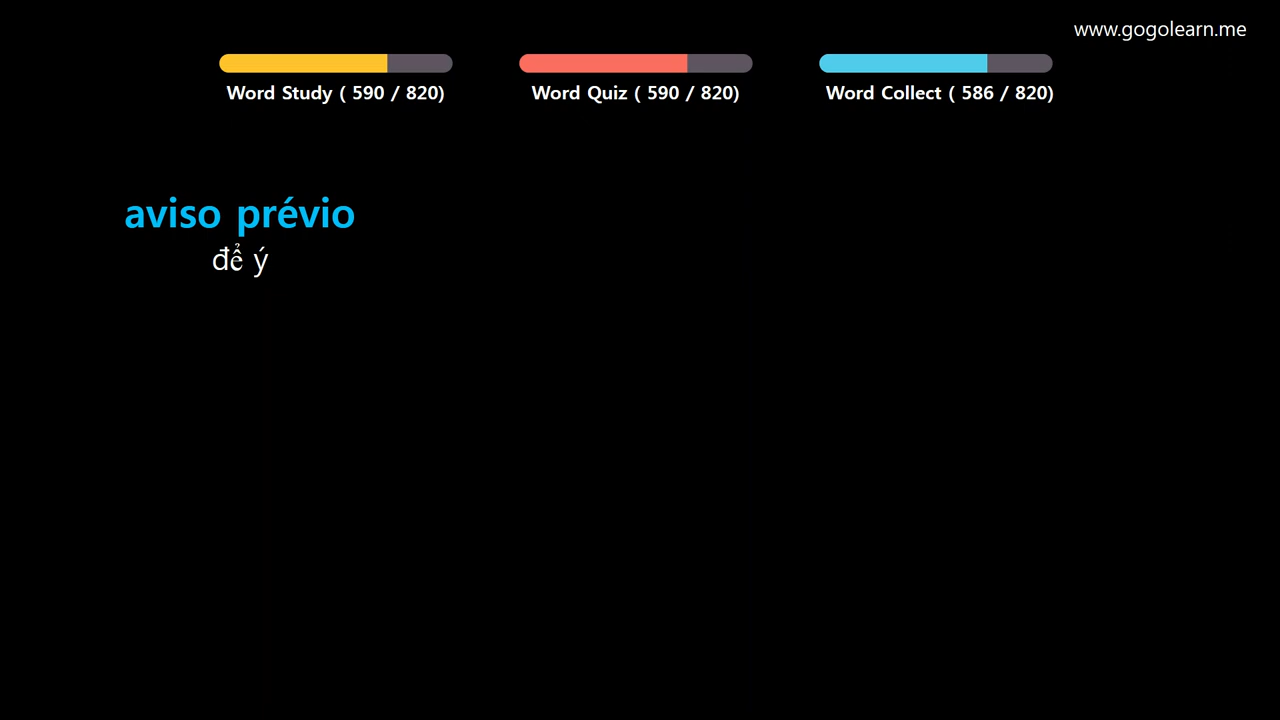 www.gogolearn.me
Word Study ( 590 / 820)
Word Quiz ( 590 / 820)
Word Collect ( 586 / 820)
aviso prévio
để ý